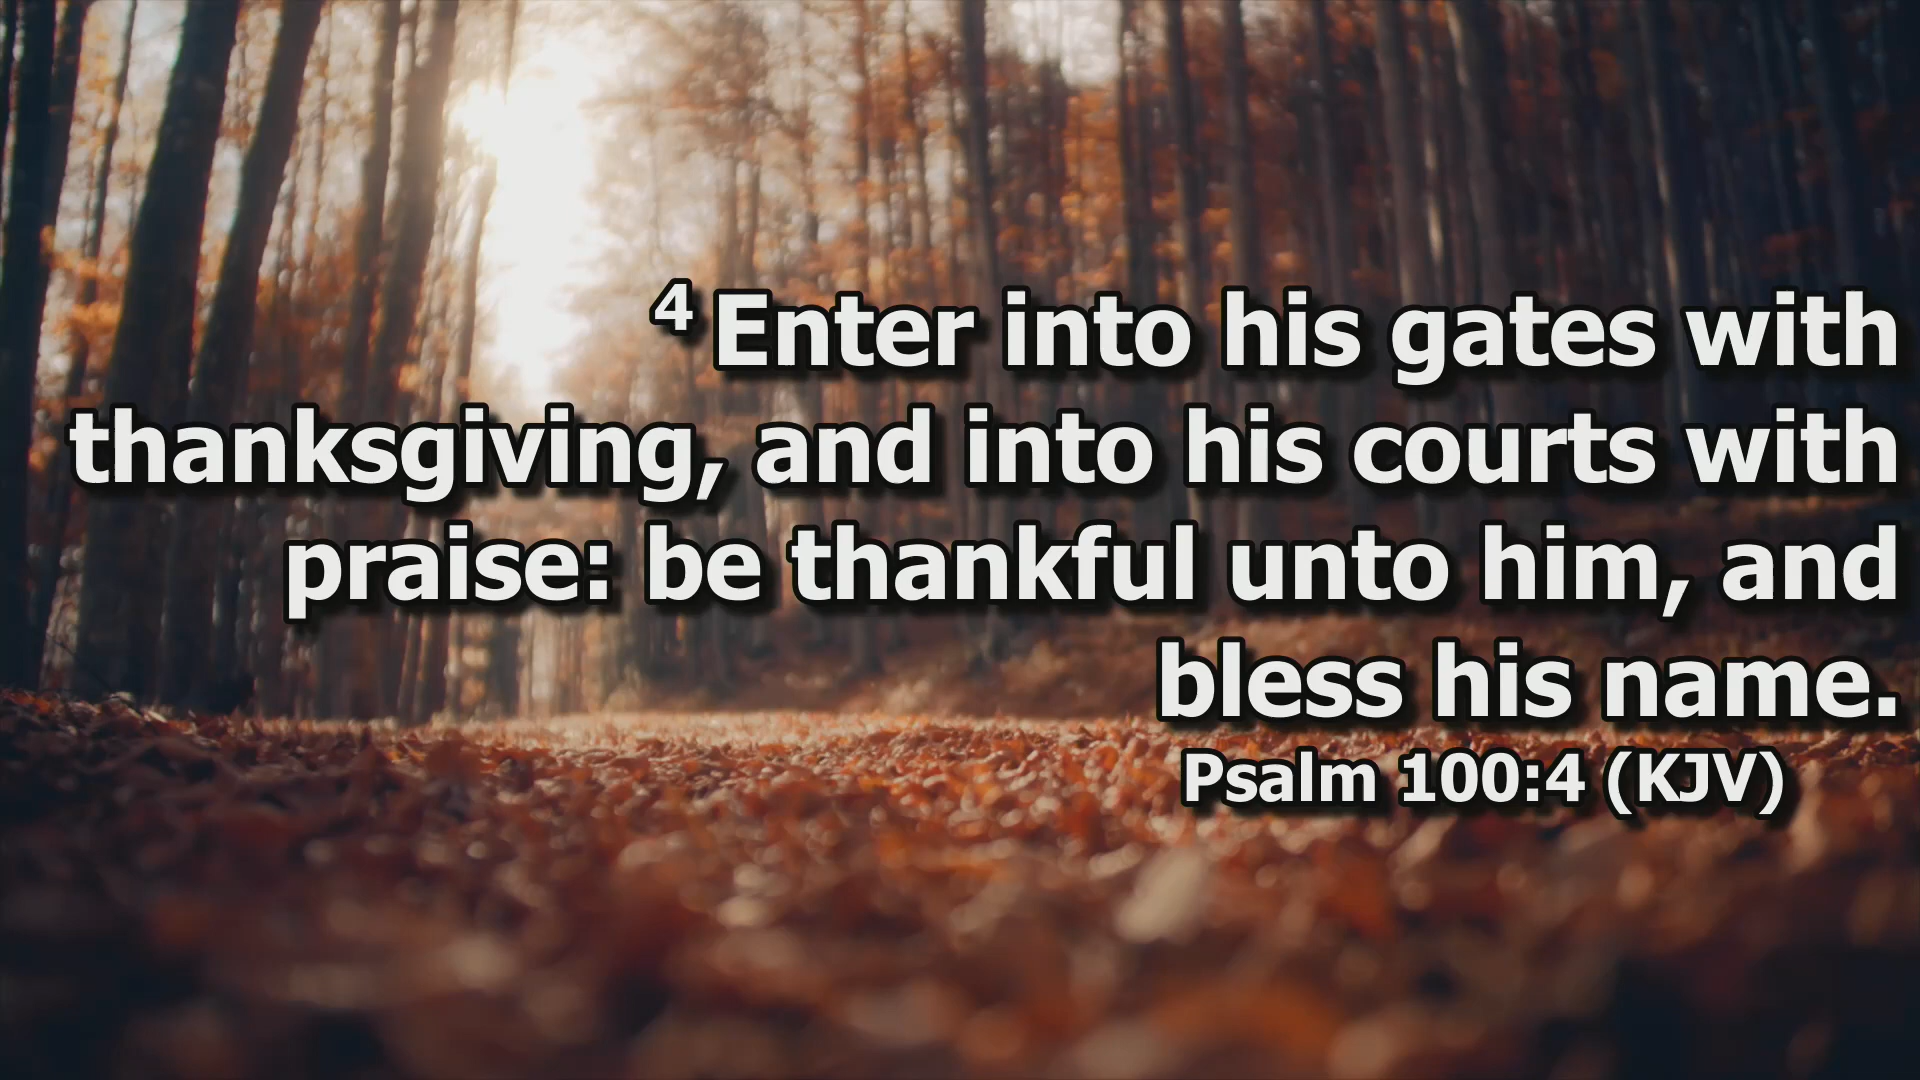 ⁴ Enter into his gates with
thanksgiving, and into his courts with
praise: be thankful unto him, and
bless his name.
Psalm 100:4 (KJV)